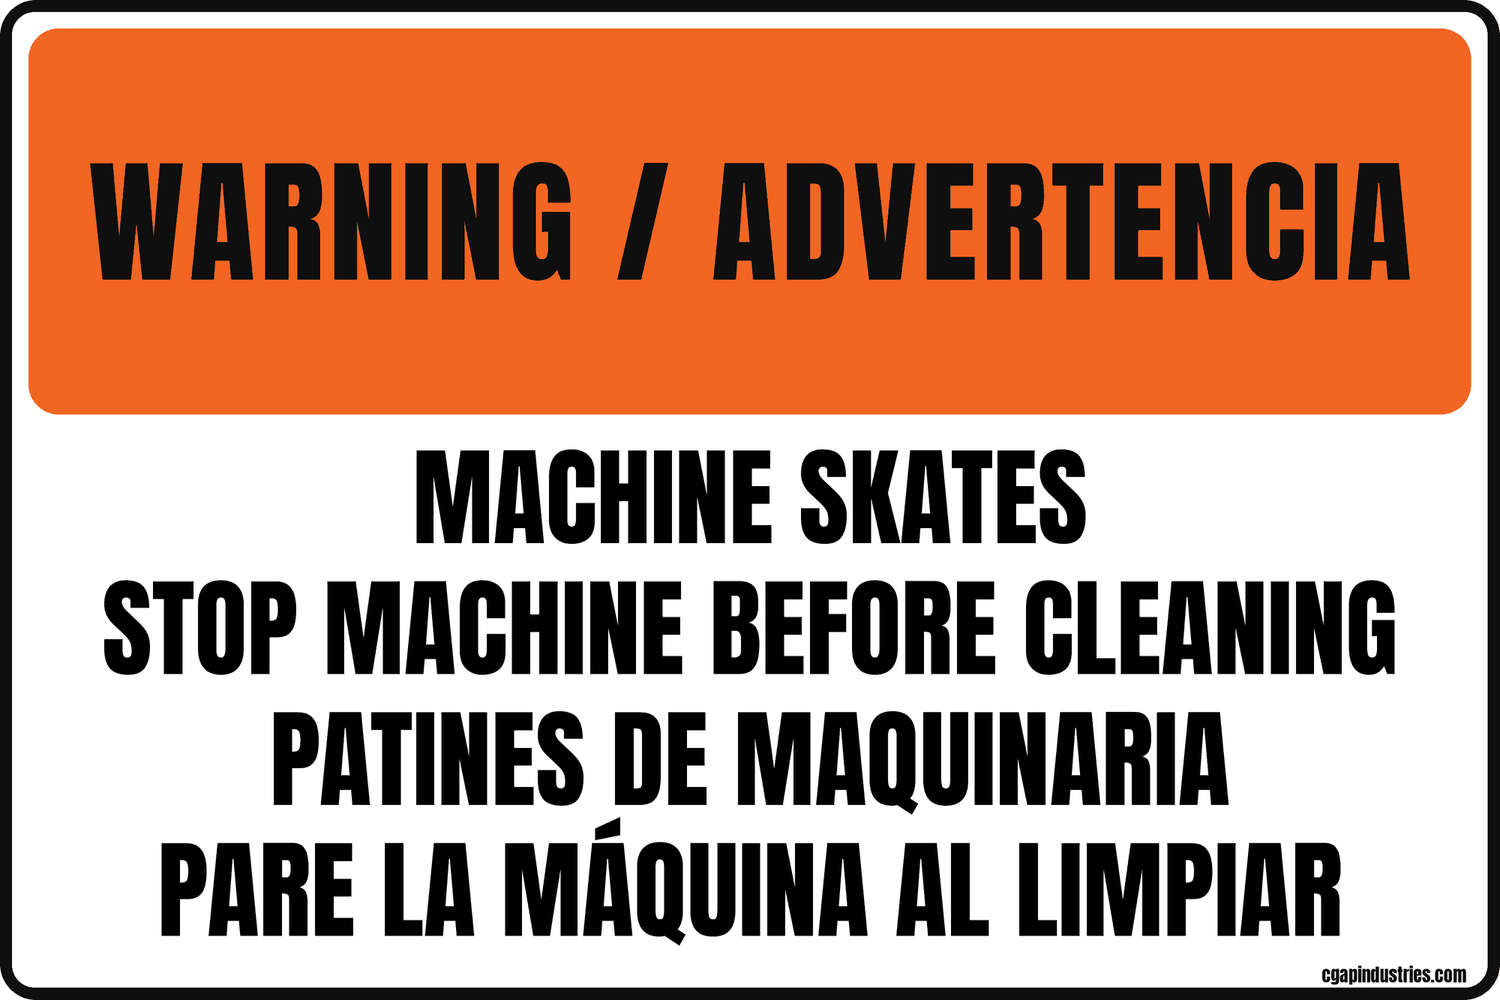 WARNING / ADVERTENCIA
MACHINE SKATES
STOP MACHINE BEFORE CLEANING
PATINES DE MAQUINARIA
PARE LA MÁQUINA AL LIMPIAR
cgapindustries.com